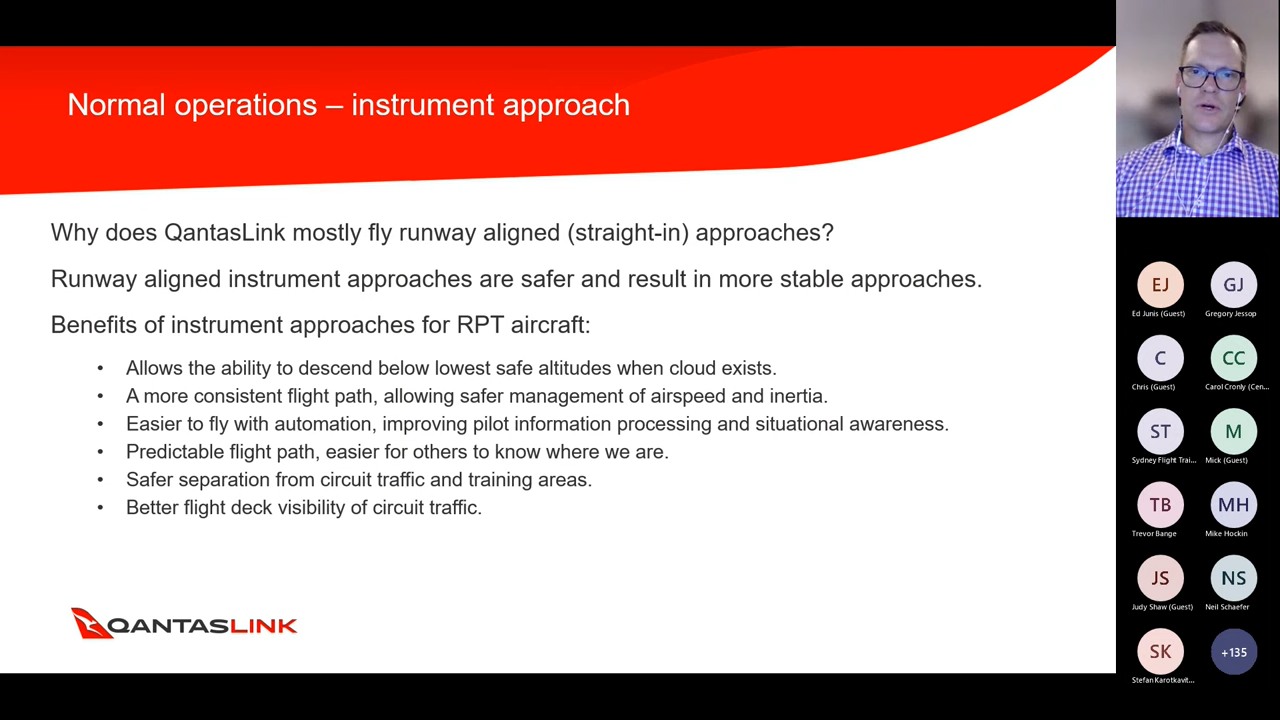 Normal operations – instrument approach
Why does QantasLink mostly fly runway aligned (straight-in) approaches?
Runway aligned instrument approaches are safer and result in more stable approaches.
Benefits of instrument approaches for RPT aircraft:
• Allows the ability to descend below lowest safe altitudes when cloud exists.
• A more consistent flight path, allowing safer management of airspeed and inertia.
• Easier to fly with automation, improving pilot information processing and situational awareness.
• Predictable flight path, easier for others to know where we are.
• Safer separation from circuit traffic and training areas.
• Better flight deck visibility of circuit traffic.
QANTASLINK
EJ
GJ
Ed Junis (Guest)
Gregory Jessop
C
CC
Chris (Guest)
Carol Cronly (Cen...
ST
M
Sydney Flight Trai...
Mick (Guest)
TB
MH
Trevor Bange
Mike Hockin
JS
NS
Judy Shaw (Guest)
Neil Schaefer
SK
+135
Stefan Karotkavit...